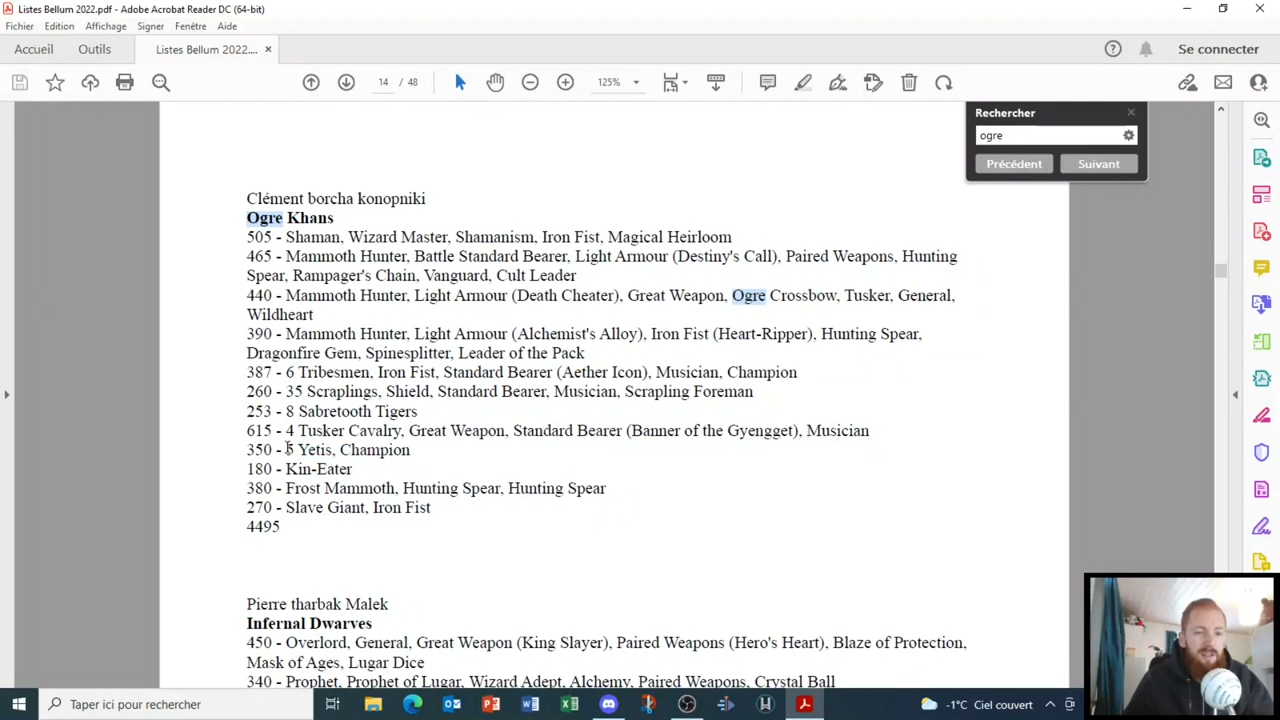 Listes Bellum 2022.pdf - Adobe Acrobat Reader DC (64-bit)
Fichier Edition Affichage Signer Fenêtre Aide
Accueil Outils Listes Bellum 2022.... Se connecter
14 / 48 125%
Rechercher
ogre
Précédent Suivant
Clément borcha konopniki
Ogre Khans
505 - Shaman, Wizard Master, Shamanism, Iron Fist, Magical Heirloom
465 - Mammoth Hunter, Battle Standard Bearer, Light Armour (Destiny's Call), Paired Weapons, Hunting
Spear, Rampager's Chain, Vanguard, Cult Leader
440 - Mammoth Hunter, Light Armour (Death Cheater), Great Weapon, Ogre Crossbow, Tusker, General,
Wildheart
390 - Mammoth Hunter, Light Armour (Alchemist's Alloy), Iron Fist (Heart-Ripper), Hunting Spear,
Dragonfire Gem, Spinesplitter, Leader of the Pack
387 - 6 Tribesmen, Iron Fist, Standard Bearer (Aether Icon), Musician, Champion
260 - 35 Scraplings, Shield, Standard Bearer, Musician, Scrapling Foreman
253 - 8 Sabretooth Tigers
615 - 4 Tusker Cavalry, Great Weapon, Standard Bearer (Banner of the Gyengget), Musician
350 - 5 Yetis, Champion
180 - Kin-Eater
380 - Frost Mammoth, Hunting Spear, Hunting Spear
270 - Slave Giant, Iron Fist
4495
Pierre tharbak Malek
Infernal Dwarves
450 - Overlord, General, Great Weapon (King Slayer), Paired Weapons (Hero's Heart), Blaze of Protection,
Mask of Ages, Lugar Dice
340 - Prophet, Prophet of Lugar, Wizard Adept, Alchemy, Paired Weapons, Crystal Ball
Taper ici pour rechercher
-1°C Ciel couvert